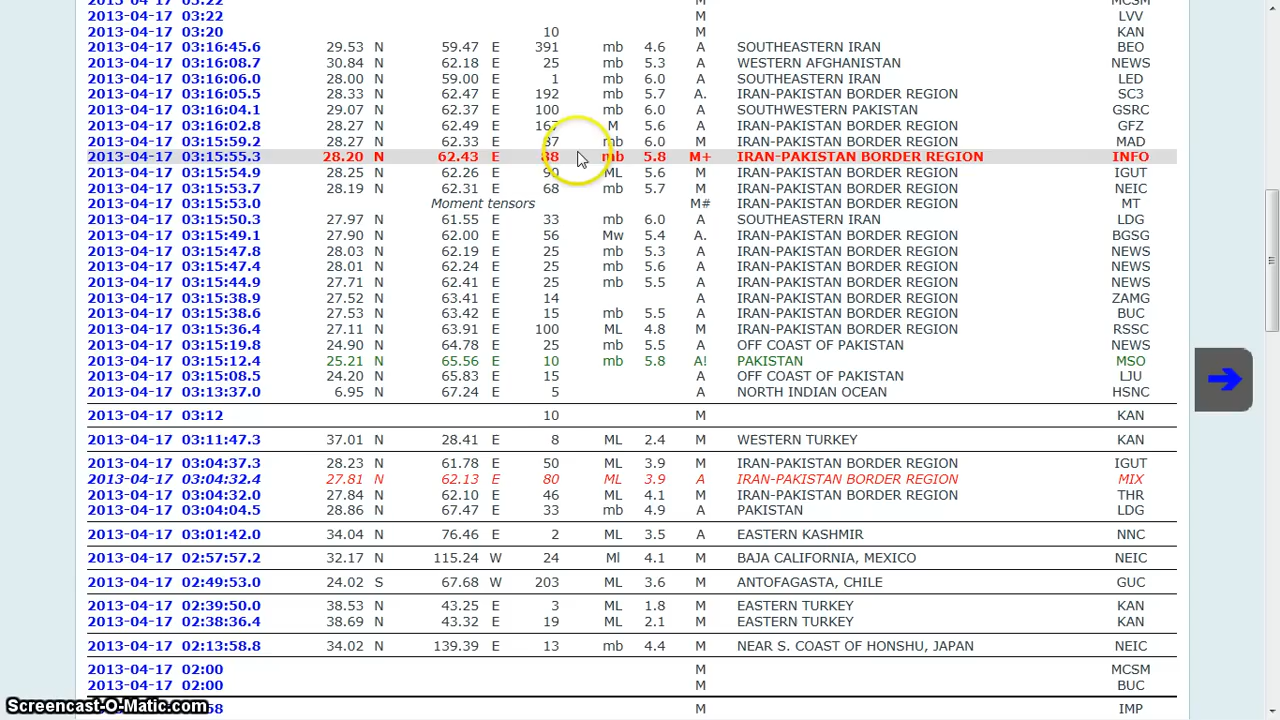 2013-04-17 03:22 M MCSM
2013-04-17 03:22 M LVV
2013-04-17 03:20 10 M KAN
2013-04-17 03:16:45.6 29.53 N 59.47 E 391 mb 4.6 A SOUTHEASTERN IRAN BEO
2013-04-17 03:16:08.7 30.84 N 62.18 E 25 mb 5.3 A WESTERN AFGHANISTAN NEWS
2013-04-17 03:16:06.0 28.00 N 59.00 E 1 mb 6.0 A SOUTHEASTERN IRAN LED
2013-04-17 03:16:05.5 28.33 N 62.47 E 192 mb 5.7 A. IRAN-PAKISTAN BORDER REGION SC3
2013-04-17 03:16:04.1 29.07 N 62.37 E 100 mb 6.0 A SOUTHWESTERN PAKISTAN GSRC
2013-04-17 03:16:02.8 28.27 N 62.49 E 167 M 5.6 A IRAN-PAKISTAN BORDER REGION GFZ
2013-04-17 03:15:59.2 28.27 N 62.33 E 37 mb 6.0 M IRAN-PAKISTAN BORDER REGION MAD
2013-04-17 03:15:55.3 28.20 N 62.43 E 88 mb 5.8 M+ IRAN-PAKISTAN BORDER REGION INFO
2013-04-17 03:15:54.9 28.25 N 62.26 E 90 ML 5.6 M IRAN-PAKISTAN BORDER REGION IGUT
2013-04-17 03:15:53.7 28.19 N 62.31 E 68 mb 5.7 M IRAN-PAKISTAN BORDER REGION NEIC
2013-04-17 03:15:53.0 Moment tensors M# IRAN-PAKISTAN BORDER REGION MT
2013-04-17 03:15:50.3 27.97 N 61.55 E 33 mb 6.0 A SOUTHEASTERN IRAN LDG
2013-04-17 03:15:49.1 27.90 N 62.00 E 56 Mw 5.4 A. IRAN-PAKISTAN BORDER REGION BGSG
2013-04-17 03:15:47.8 28.03 N 62.19 E 25 mb 5.3 A IRAN-PAKISTAN BORDER REGION NEWS
2013-04-17 03:15:47.4 28.01 N 62.24 E 25 mb 5.6 A IRAN-PAKISTAN BORDER REGION NEWS
2013-04-17 03:15:44.9 27.71 N 62.41 E 25 mb 5.5 A IRAN-PAKISTAN BORDER REGION NEWS
2013-04-17 03:15:38.9 27.52 N 63.41 E 14 A IRAN-PAKISTAN BORDER REGION ZAMG
2013-04-17 03:15:38.6 27.53 N 63.42 E 15 mb 5.5 A IRAN-PAKISTAN BORDER REGION BUC
2013-04-17 03:15:36.4 27.11 N 63.91 E 100 ML 4.8 M IRAN-PAKISTAN BORDER REGION RSSC
2013-04-17 03:15:19.8 24.90 N 64.78 E 25 mb 5.5 A OFF COAST OF PAKISTAN NEWS
2013-04-17 03:15:12.4 25.21 N 65.56 E 10 mb 5.8 A! PAKISTAN MSO
2013-04-17 03:15:08.5 24.20 N 65.83 E 15 A OFF COAST OF PAKISTAN LJU
2013-04-17 03:13:37.0 6.95 N 67.24 E 5 A NORTH INDIAN OCEAN HSNC
2013-04-17 03:12 10 M KAN
2013-04-17 03:11:47.3 37.01 N 28.41 E 8 ML 2.4 M WESTERN TURKEY KAN
2013-04-17 03:04:37.3 28.23 N 61.78 E 50 ML 3.9 M IRAN-PAKISTAN BORDER REGION IGUT
2013-04-17 03:04:32.4 27.81 N 62.13 E 80 ML 3.9 A IRAN-PAKISTAN BORDER REGION MIX
2013-04-17 03:04:32.0 27.84 N 62.10 E 46 ML 4.1 M IRAN-PAKISTAN BORDER REGION THR
2013-04-17 03:04:04.5 28.86 N 67.47 E 33 mb 4.9 A PAKISTAN LDG
2013-04-17 03:01:42.0 34.04 N 76.46 E 2 ML 3.5 A EASTERN KASHMIR NNC
2013-04-17 02:57:57.2 32.17 N 115.24 W 24 Ml 4.1 M BAJA CALIFORNIA, MEXICO NEIC
2013-04-17 02:49:53.0 24.02 S 67.68 W 203 ML 3.6 M ANTOFAGASTA, CHILE GUC
2013-04-17 02:39:50.0 38.53 N 43.25 E 3 ML 1.8 M EASTERN TURKEY KAN
2013-04-17 02:38:36.4 38.69 N 43.32 E 19 ML 2.1 M EASTERN TURKEY KAN
2013-04-17 02:13:58.8 34.02 N 139.39 E 13 mb 4.4 M NEAR S. COAST OF HONSHU, JAPAN NEIC
2013-04-17 02:00 M MCSM
2013-04-17 02:00 M BUC
Screencast-O-Matic.com 58 M IMP